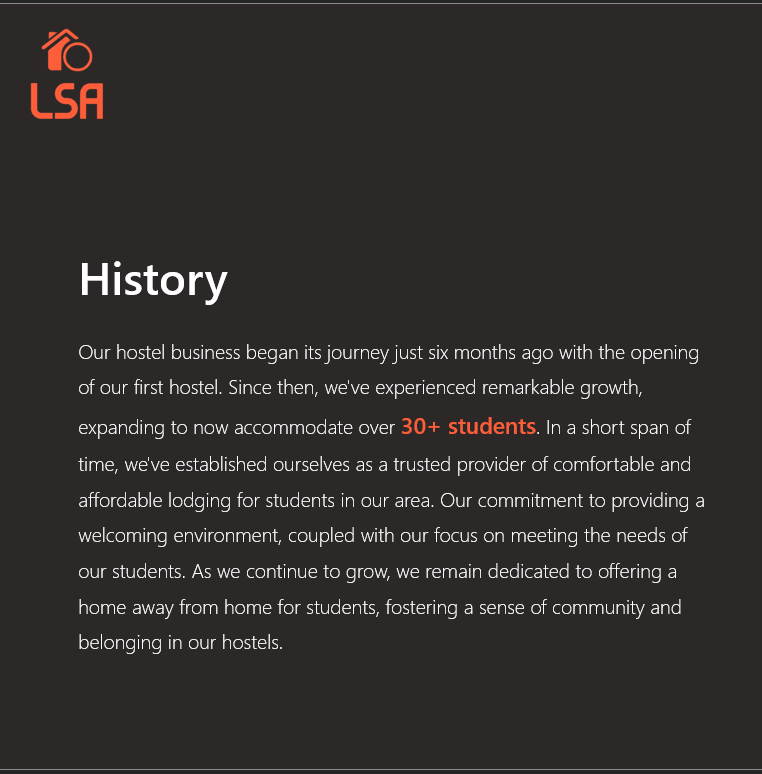 LSA
History
Our hostel business began its journey just six months ago with the opening
of our first hostel. Since then, we've experienced remarkable growth,
expanding to now accommodate over 30+ students. In a short span of
time, we've established ourselves as a trusted provider of comfortable and
affordable lodging for students in our area. Our commitment to providing a
welcoming environment, coupled with our focus on meeting the needs of
our students. As we continue to grow, we remain dedicated to offering a
home away from home for students, fostering a sense of community and
belonging in our hostels.